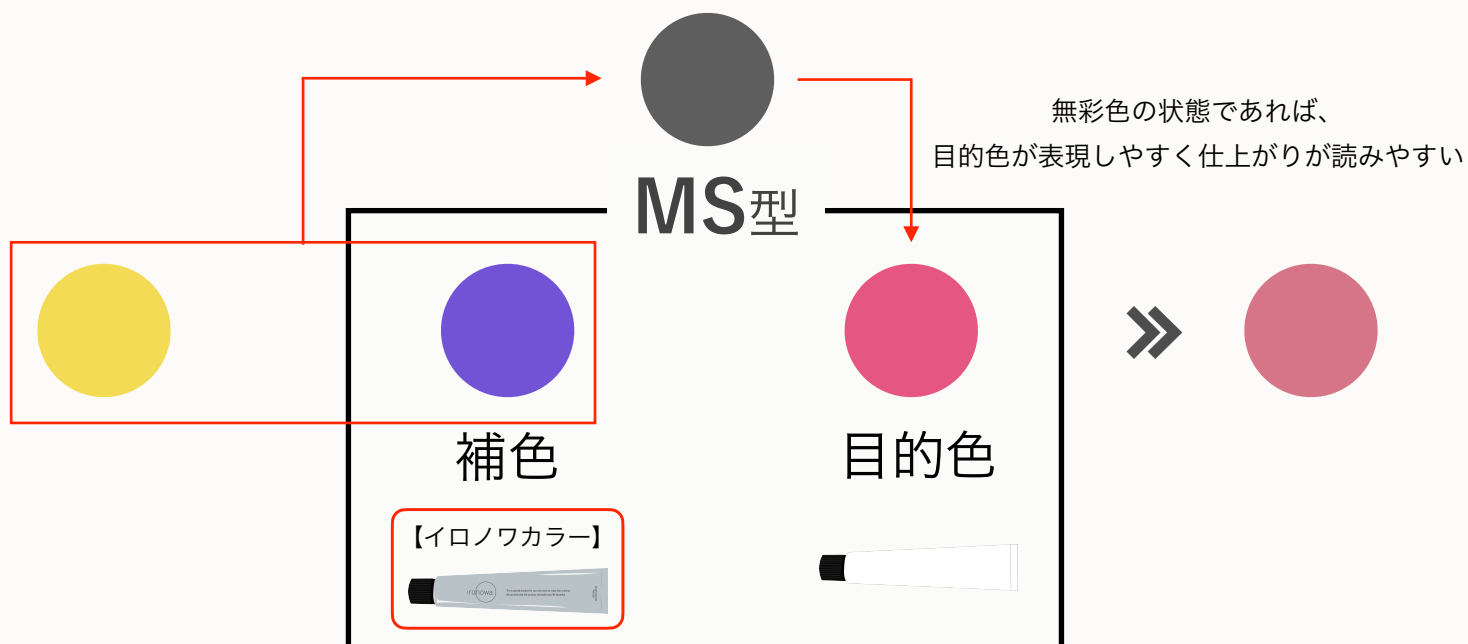 無彩色の状態であれば、
目的色が表現しやすく仕上がりが読みやすい
MS型
補色
目的色
【イロノワカラー】
ironowa